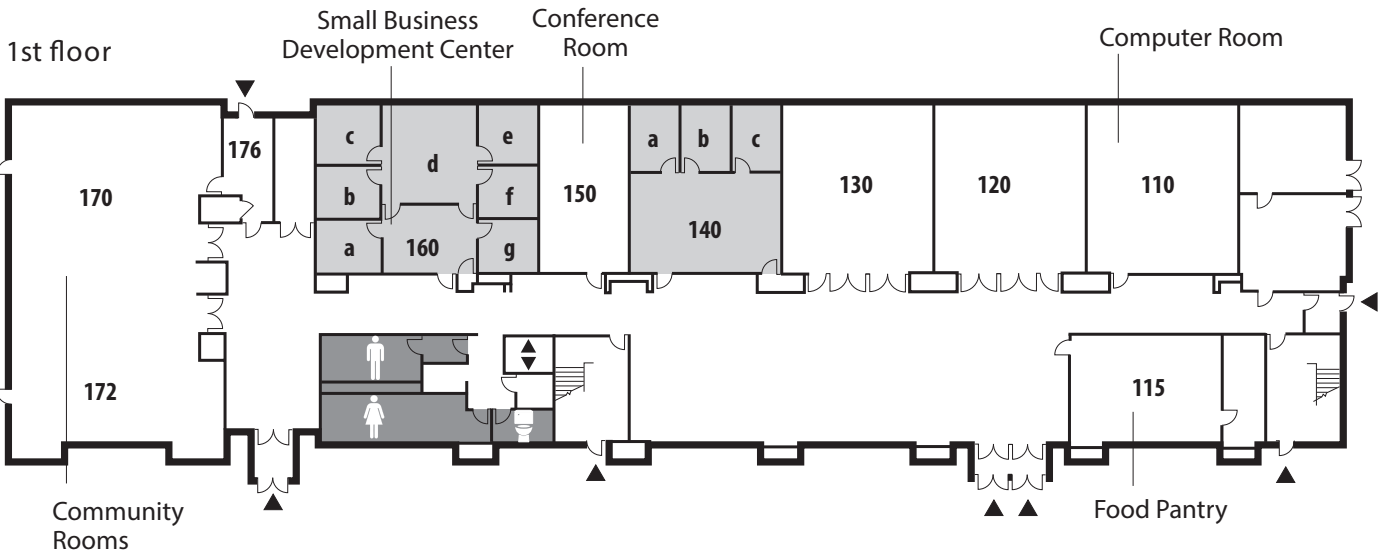 Small Business
Development Center
Conference
Room
Computer Room
1st floor
176
c
d
e
a
b
c
170
b
f
150
130
120
110
a
160
g
140
172
115
Community
Rooms
Food Pantry